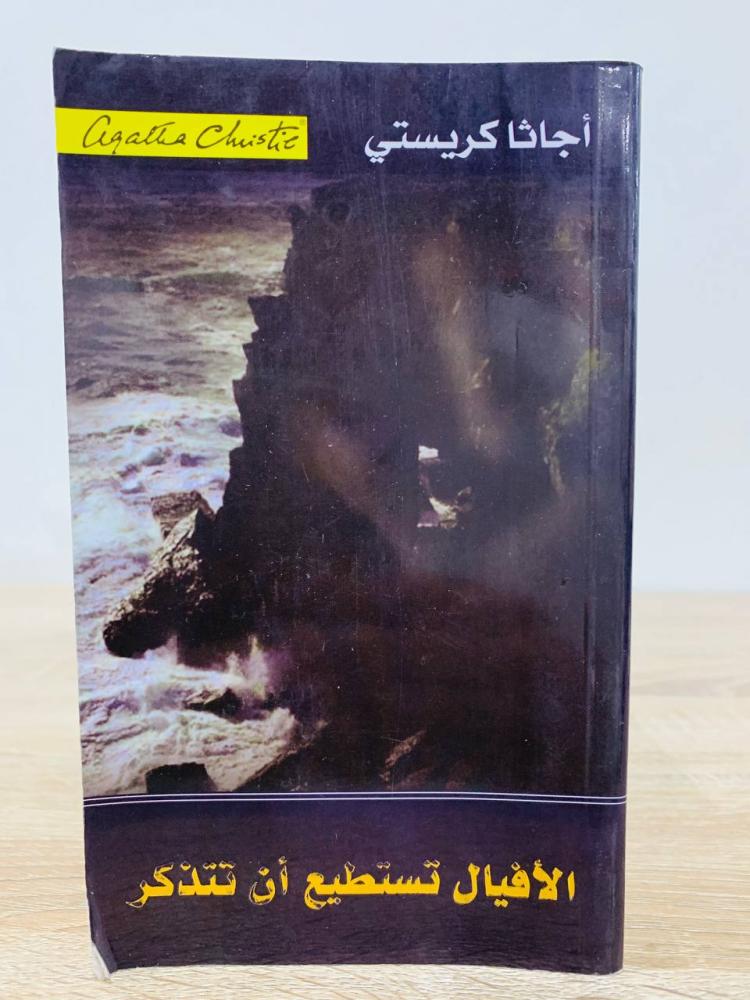 أجاثا كريستي
Agatha Christie®
الأفيال تستطيع أن تتذكر